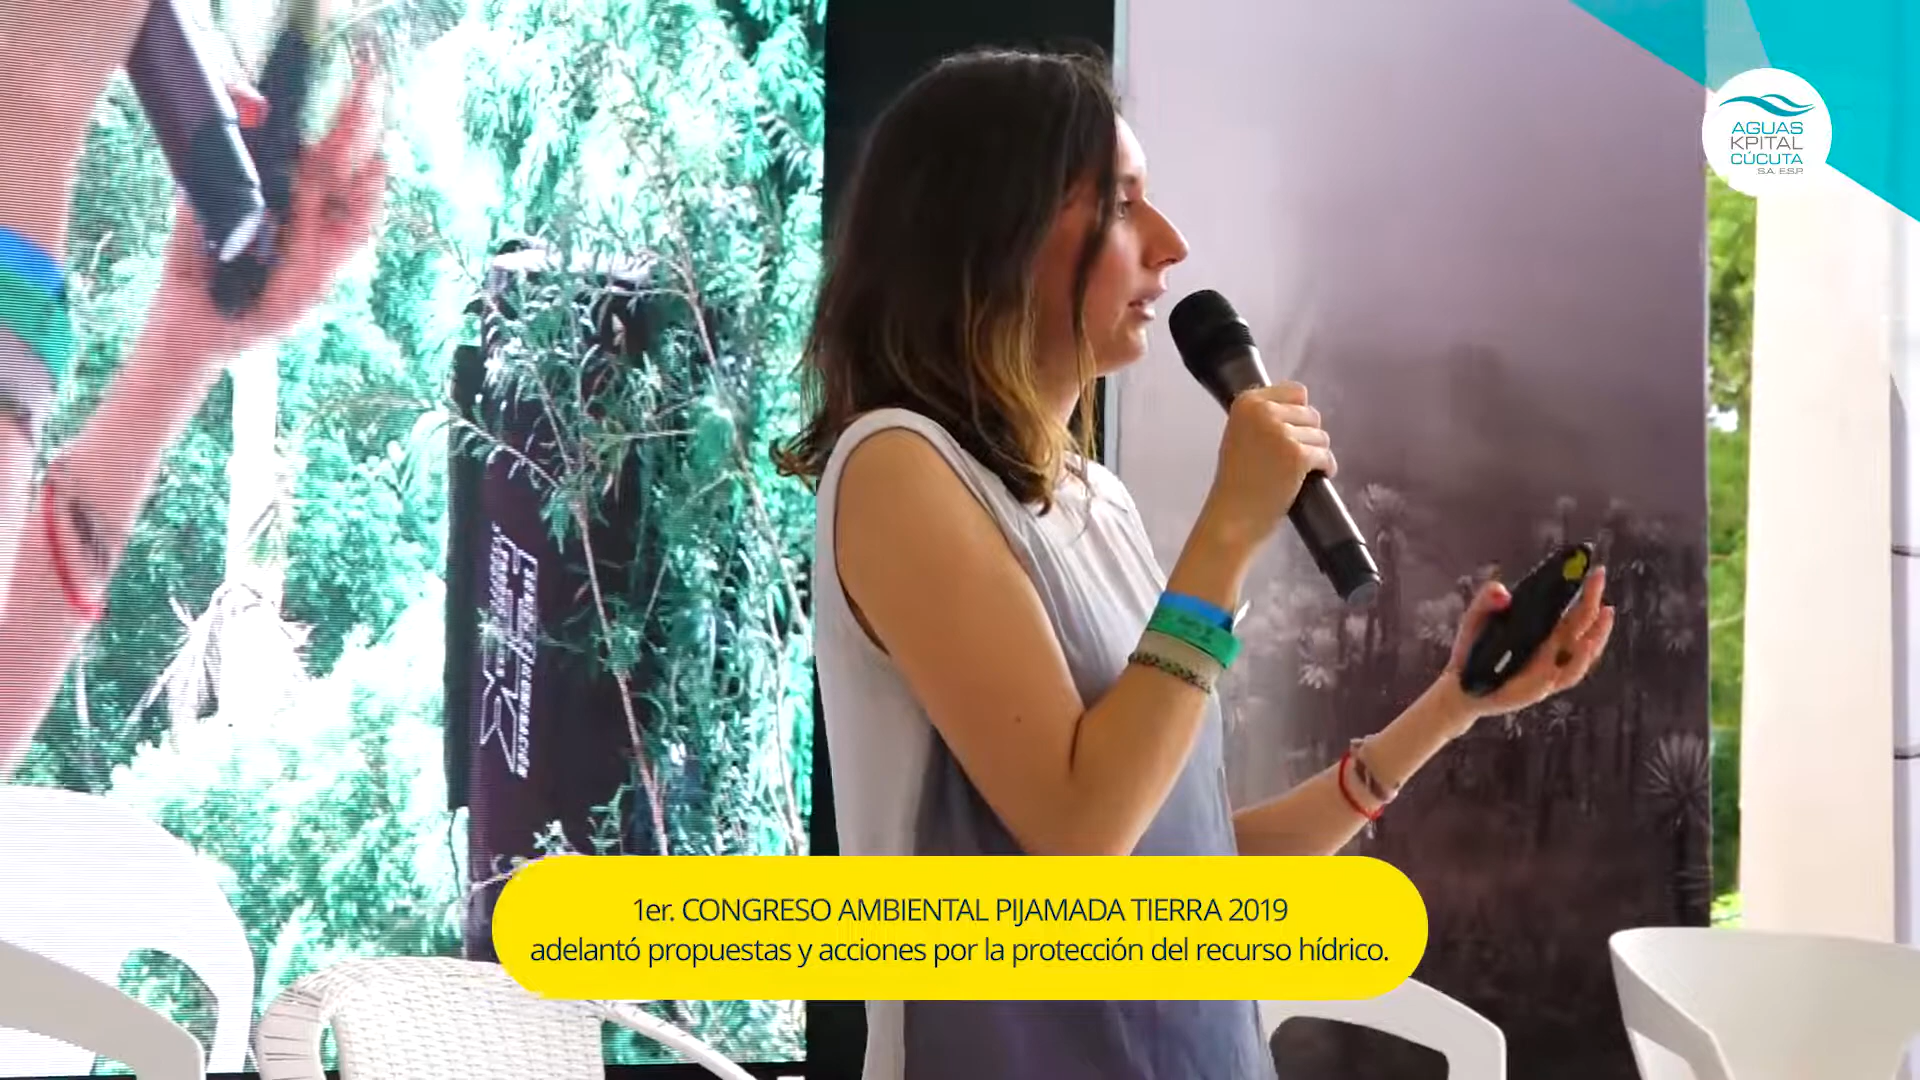 AGUAS
KPITAL
CÚCUTA
S.A. E.S.P.
1er. CONGRESO AMBIENTAL PIJAMADA TIERRA 2019
adelantó propuestas y acciones por la protección del recurso hídrico.